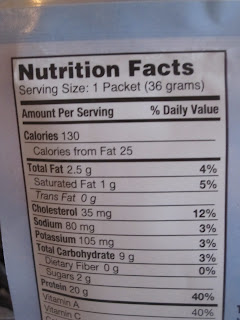 Nutrition Facts
Serving Size: 1 Packet (36 grams)
Amount Per Serving % Daily Value
Calories 130
Calories from Fat 25
Total Fat 2.5 g 4%
Saturated Fat 1 g 5%
Trans Fat 0 g
Cholesterol 35 mg 12%
Sodium 80 mg 3%
Potassium 105 mg 3%
Total Carbohydrate 9 g 3%
Dietary Fiber 0 g 0%
Sugars 2 g
Protein 20 g 40%
Vitamin A 40%
Vitamin C